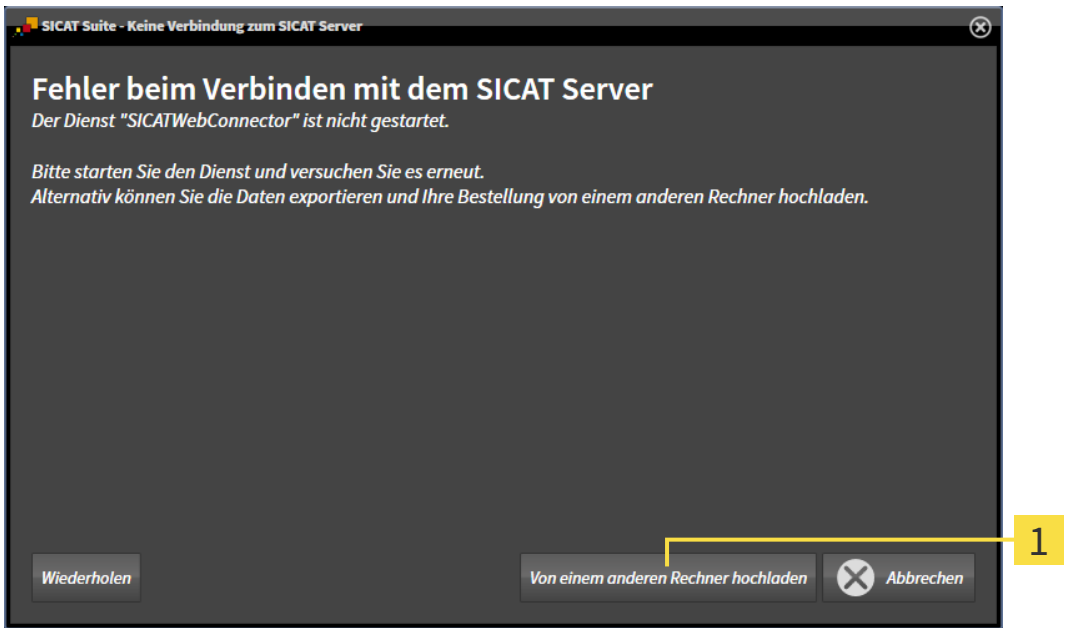 SICAT Suite - Keine Verbindung zum SICAT Server
Fehler beim Verbinden mit dem SICAT Server
Der Dienst "SICATWebConnector" ist nicht gestartet.
Bitte starten Sie den Dienst und versuchen Sie es erneut.
Alternativ können Sie die Daten exportieren und Ihre Bestellung von einem anderen Rechner hochladen.
1
Wiederholen
Von einem anderen Rechner hochladen
Abbrechen